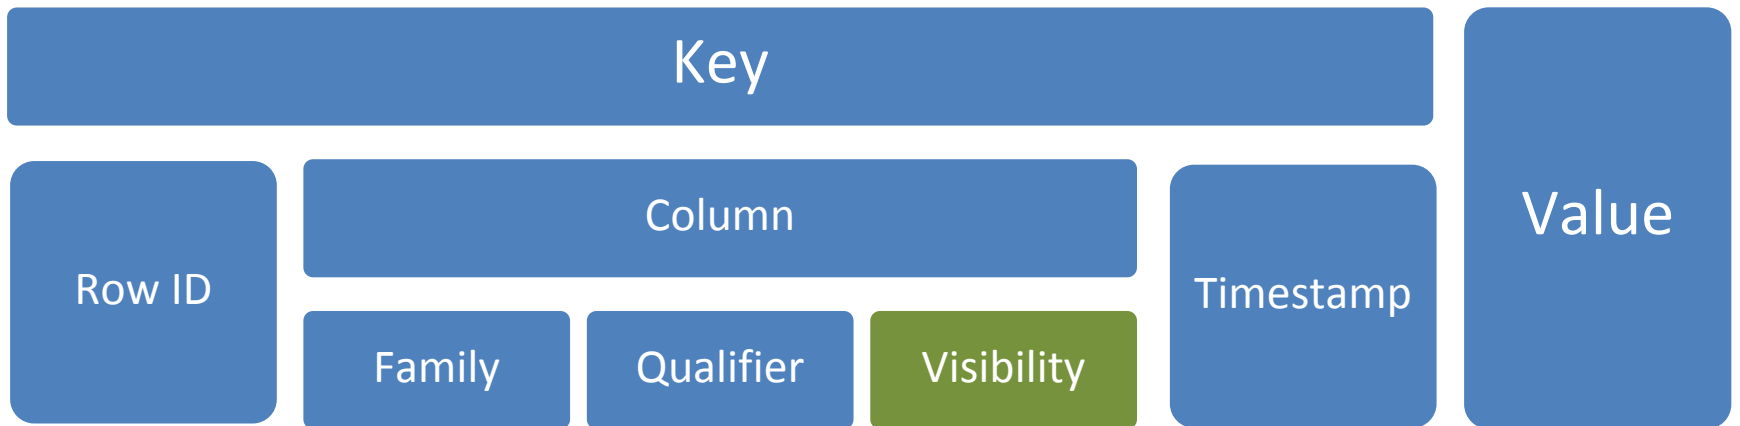 Key
Value
Row ID
Column
Timestamp
Family
Qualifier
Visibility